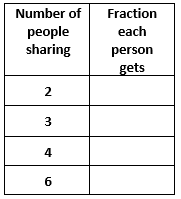 Number of Fraction
people each
sharing person
gets
2
3
4
6